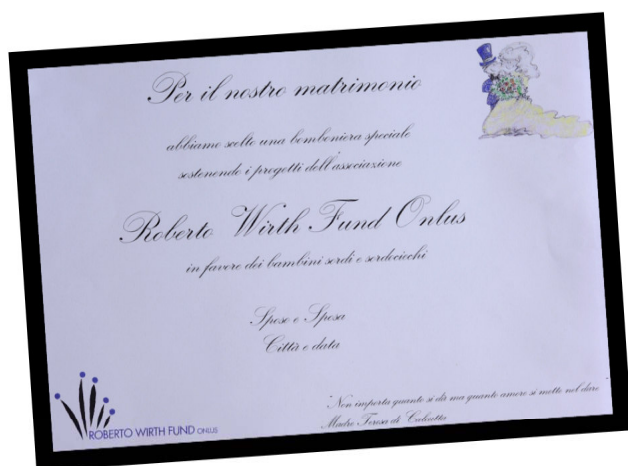 Per il nostro matrimonio
abbiamo scelto una bomboniera speciale
sostenendo i progetti dell'associazione
Roberto Wirth Fund Onlus
in favore dei bambini sordi e sordociechi
Sposo e Sposa
Città e data
"Non importa quanto si dà ma quanto amore si mette nel dare"
Madre Teresa di Calcutta
ROBERTO WIRTH FUND ONLUS